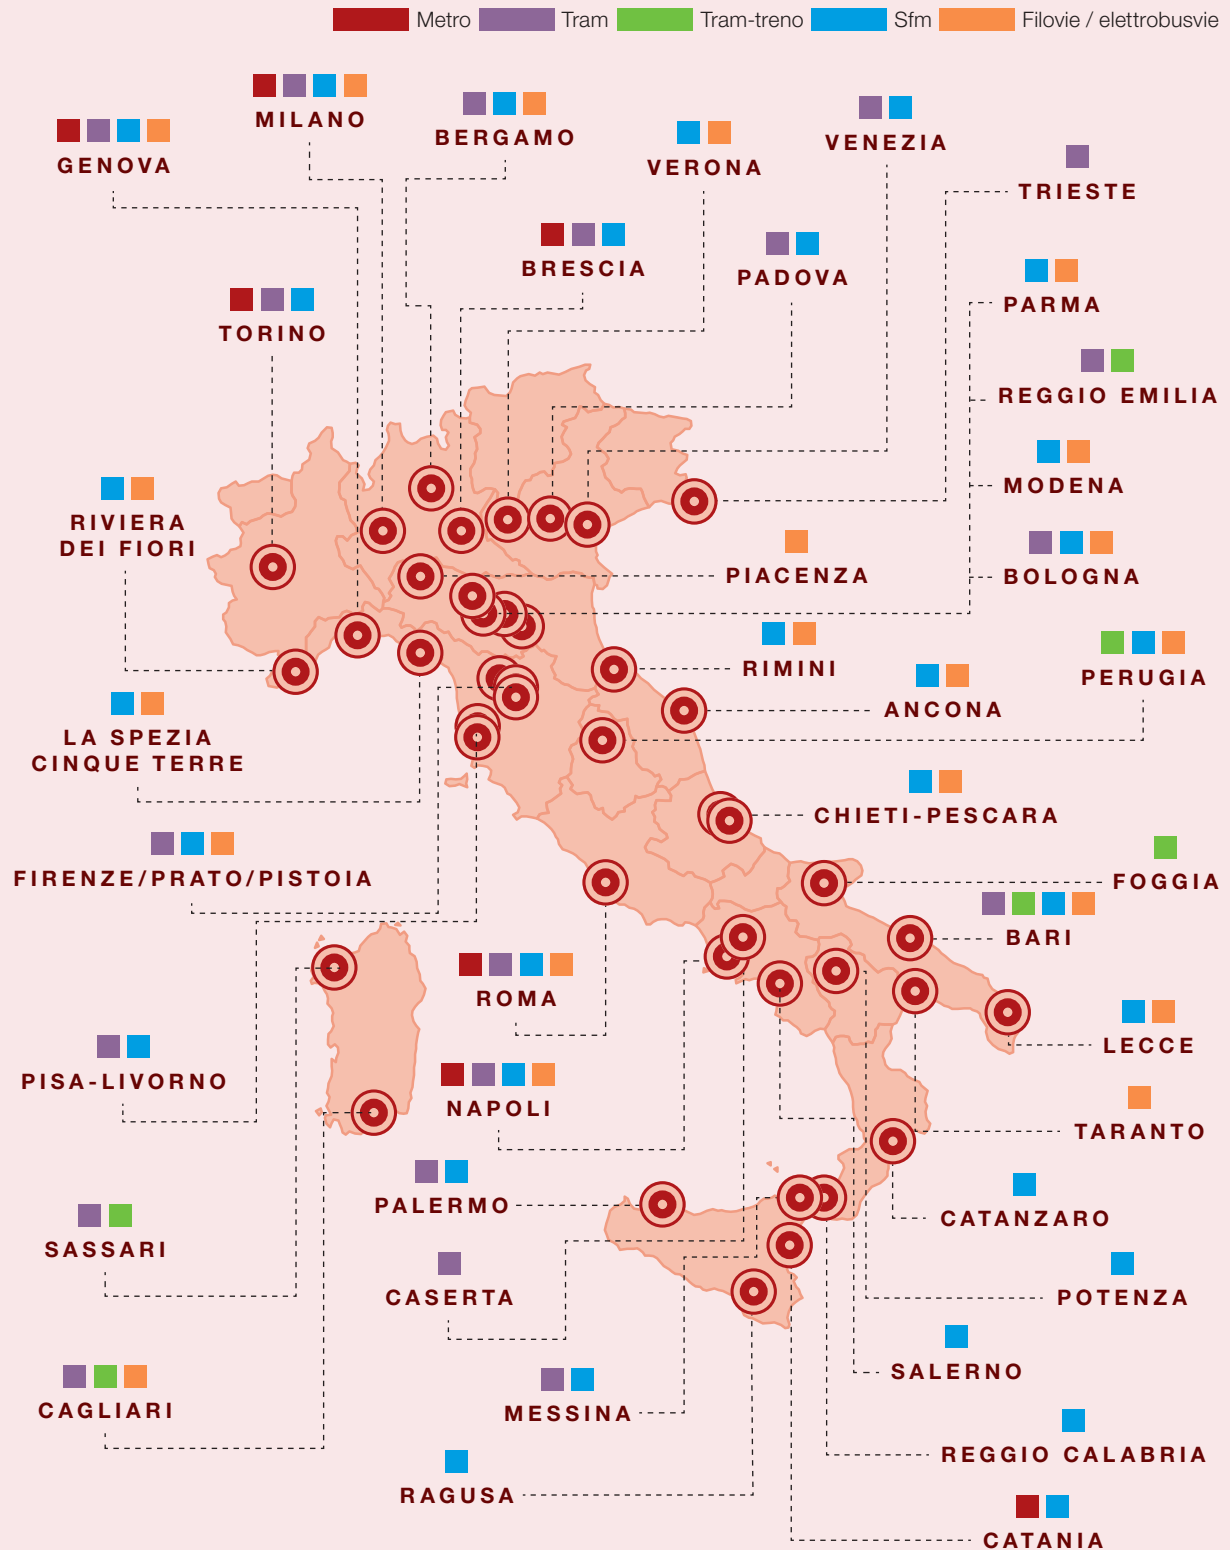 Metro Tram Tram-treno Sfm Filovie / elettrobusvie
MILANO
BERGAMO
GENOVA
VERONA
VENEZIA
TRIESTE
BRESCIA
PADOVA
PARMA
TORINO
REGGIO EMILIA
MODENA
RIVIERA
DEI FIORI
PIACENZA
BOLOGNA
RIMINI
PERUGIA
ANCONA
LA SPEZIA
CINQUE TERRE
CHIETI-PESCARA
FIRENZE/PRATO/PISTOIA
FOGGIA
BARI
ROMA
LECCE
PISA-LIVORNO
NAPOLI
TARANTO
PALERMO
CATANZARO
SASSARI
CASERTA
POTENZA
SALERNO
CAGLIARI
MESSINA
REGGIO CALABRIA
RAGUSA
CATANIA